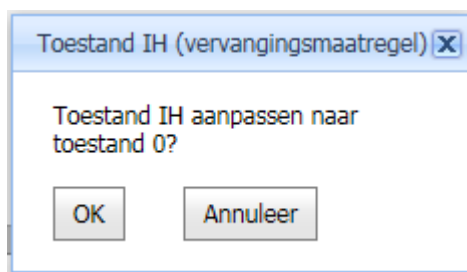 Toestand IH (vervangingsmaatregel)
Toestand IH aanpassen naar
toestand 0?
OK Annuleer